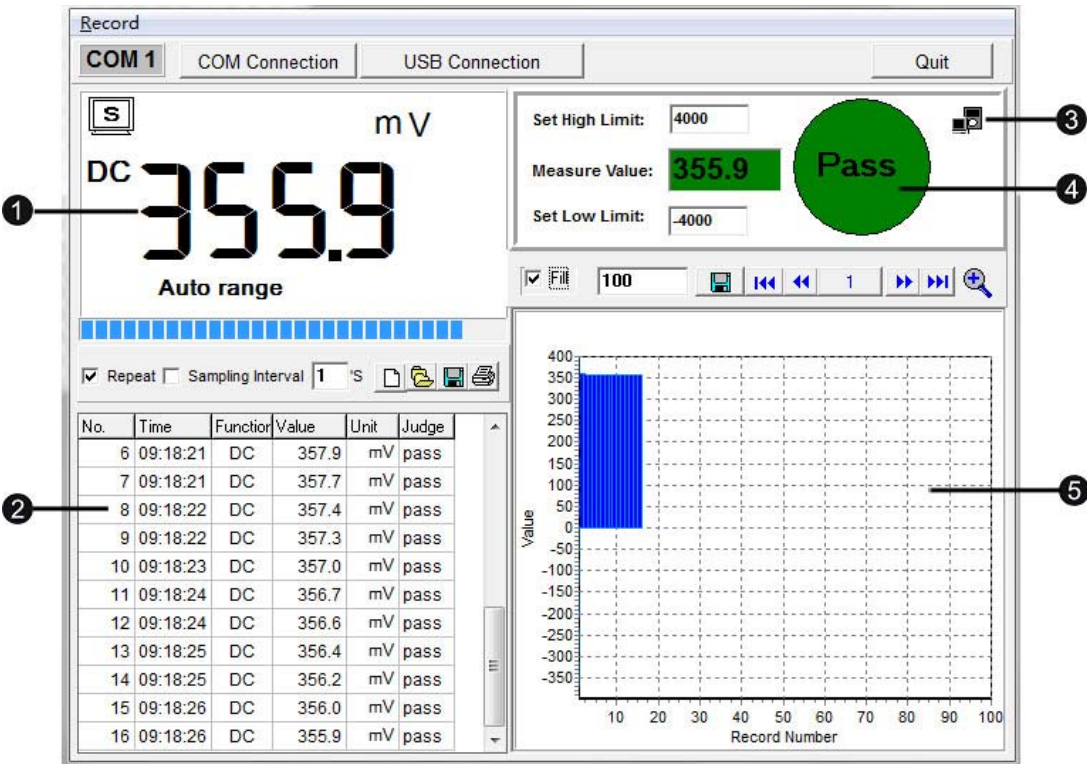 Record
COM 1 COM Connection USB Connection Quit
S
mV
DC 355.9
Auto range
Set High Limit: 4000
Measure Value: 355.9
Set Low Limit: -4000
Pass
3
4
1
Fill 100 1
Repeat Sampling Interval 1 'S
No. Time Function Value Unit Judge
6 09:18:21 DC 357.9 mV pass
7 09:18:21 DC 357.7 mV pass
8 09:18:22 DC 357.4 mV pass
9 09:18:22 DC 357.3 mV pass
10 09:18:23 DC 357.0 mV pass
11 09:18:24 DC 356.7 mV pass
12 09:18:24 DC 356.6 mV pass
13 09:18:25 DC 356.4 mV pass
14 09:18:25 DC 356.2 mV pass
15 09:18:26 DC 356.0 mV pass
16 09:18:26 DC 355.9 mV pass
2
Value
400
350
300
250
200
150
100
50
0
-50
-100
-150
-200
-250
-300
-350
10 20 30 40 50 60 70 80 90 100
Record Number
5